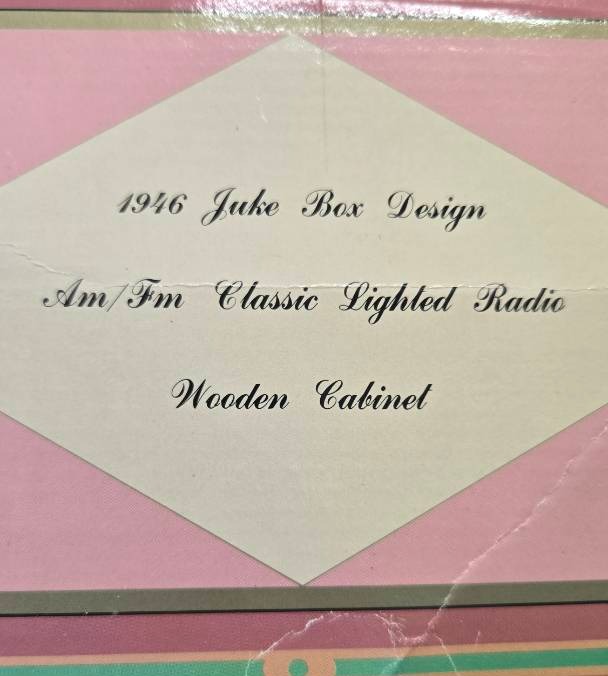 1946 Juke Box Design
Am/Fm Classic Lighted Radio
Wooden Cabinet